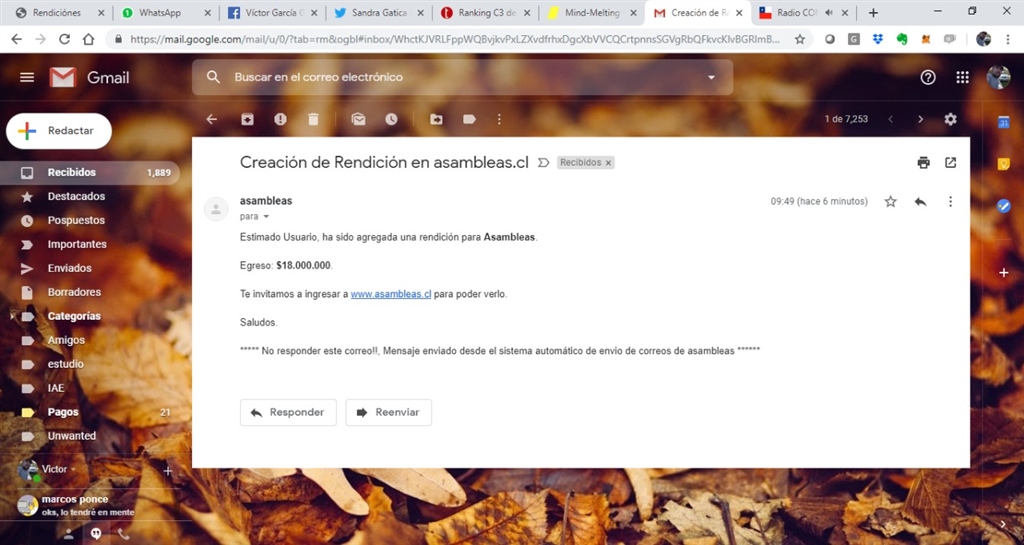 Rendiciónes
WhatsApp
Víctor García G
Sandra Gatica
Ranking C3 de
Mind-Melting
Creación de R
Radio CO
https://mail.google.com/mail/u/0/?tab=rm&ogbl#inbox/
Gmail
Buscar en el correo electrónico
Redactar
1 de 7,253
Recibidos 1,889
Destacados
Pospuestos
Importantes
Enviados
Borradores
Categorías
Amigos
estudio
IAE
Pagos 21
Unwanted
Victor
marcos ponce
oks, lo tendré en mente
Creación de Rendición en asambleas.cl
Recibidos x
asambleas
09:49 (hace 6 minutos)
para
Estimado Usuario, ha sido agregada una rendición para Asambleas.
Egreso: $18.000.000.
Te invitamos a ingresar a www.asambleas.cl para poder verlo.
Saludos.
***** No responder este correo!!, Mensaje enviado desde el sistema automático de envio de correos de asambleas ******
Responder
Reenviar